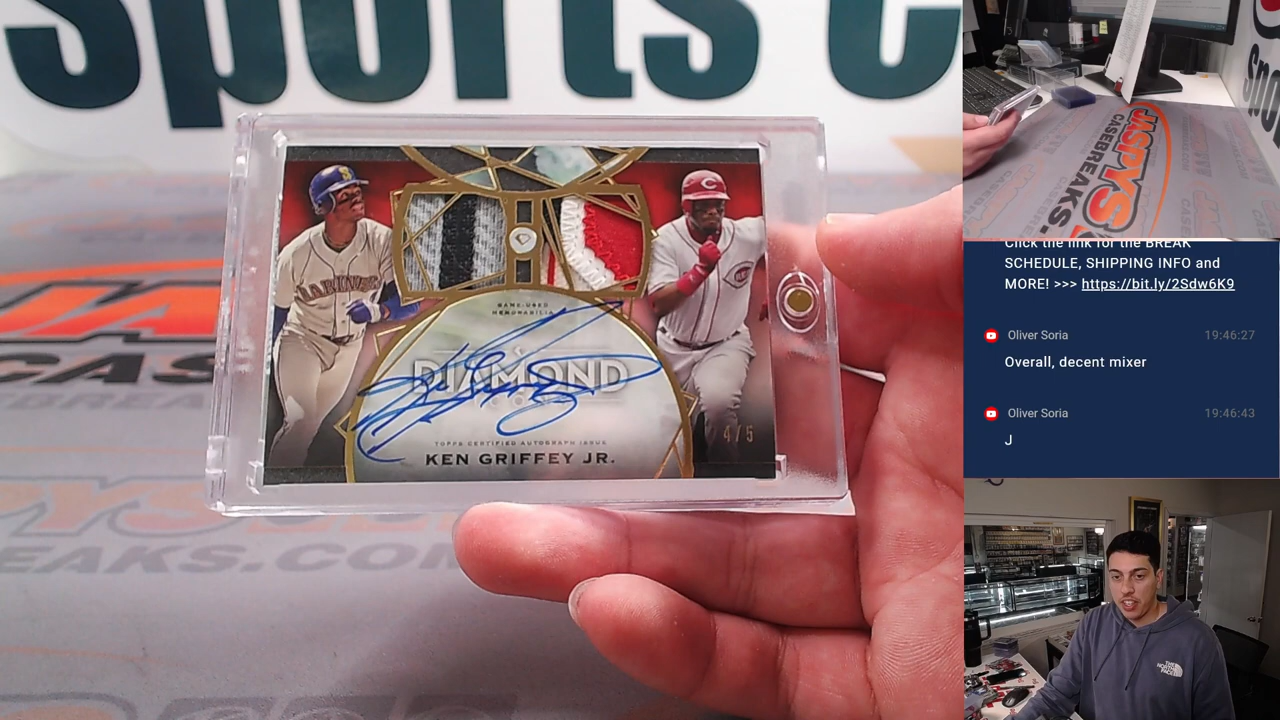 sports c
MARINERS
C
GAME-USED
MEMORABILIA
DIAMOND
TOPPS CERTIFIED AUTOGRAPH ISSUE
KEN GRIFFEY JR.
4/5
JASPYS
CASEBREAKS.
Click the link for the BREAK
SCHEDULE, SHIPPING INFO and
MORE! >>> https://bit.ly/2Sdw6K9
Oliver Soria 19:46:27
Overall, decent mixer
Oliver Soria 19:46:43
J
THE
NORTH
FACE